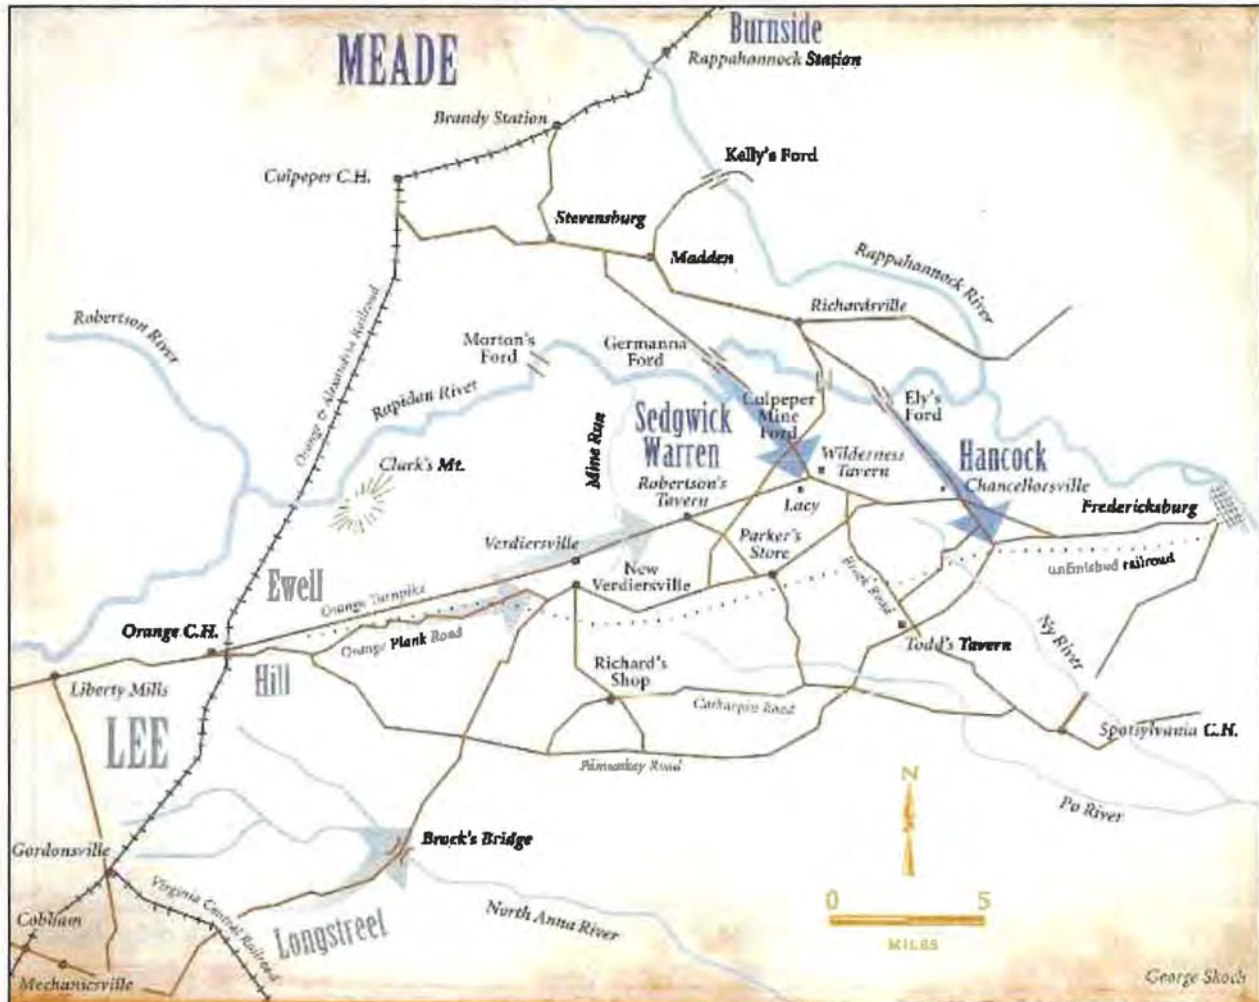 MEADE
Burnside
Rappahannock Station
Brandy Station
Culpeper C.H.
Kelly's Ford
Stevensburg
Madden
Rappahannock River
Richardsville
Robertson River
Orange & Alexandria Railroad
Morton's
Ford
Germanna
Ford
Rapidan River
Culpeper
Mine
Ford
Ely's
Ford
Sedgwick
Warren
Mine Run
Clark's Mt.
Wilderness
Tavern
Hancock
Chancellorsville
Robertson's
Tavern
Lacy
Fredericksburg
Verdiersville
Parker's
Store
unfinished railroad
Ewell
New
Verdiersville
Orange Turnpike
Brock Road
Orange C.H.
Orange Plank Road
Todd's Tavern
Ny River
Liberty Mills
Hill
Richard's
Shop
Catharpin Road
Spotsylvania C.H.
LEE
Pamunkey Road
N
Po River
Brock's Bridge
Gordonsville
Virginia Central Railroad
Longstreet
North Anna River
0 5
MILES
Cobham
Mechanicsville
George Skoch